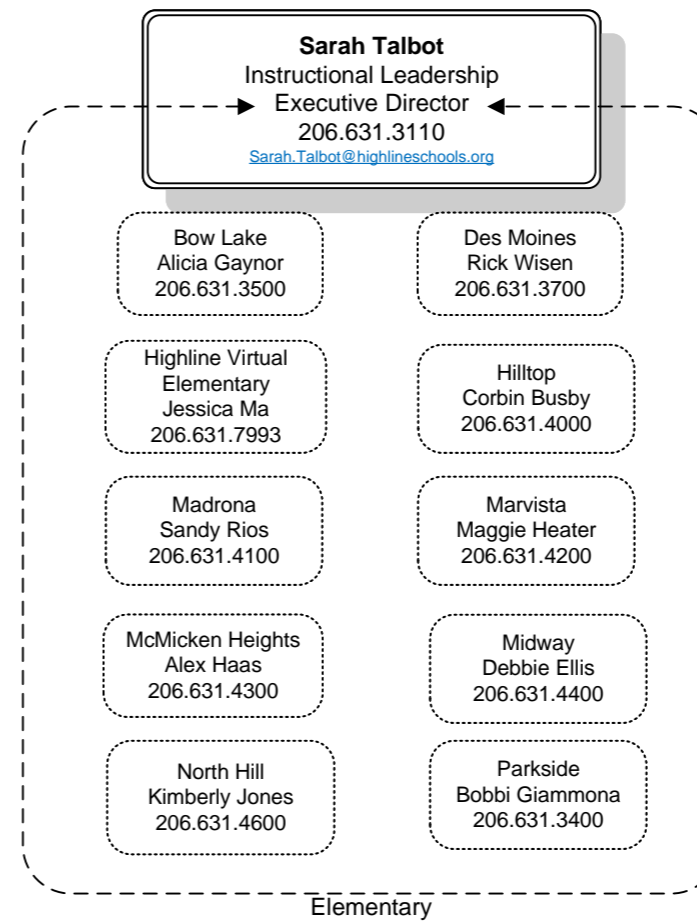 Sarah Talbot
Instructional Leadership
Executive Director
206.631.3110
Sarah.Talbot@highlineschools.org
Bow Lake
Alicia Gaynor
206.631.3500
Des Moines
Rick Wisen
206.631.3700
Highline Virtual
Elementary
Jessica Ma
206.631.7993
Hilltop
Corbin Busby
206.631.4000
Madrona
Sandy Rios
206.631.4100
Marvista
Maggie Heater
206.631.4200
McMicken Heights
Alex Haas
206.631.4300
Midway
Debbie Ellis
206.631.4400
North Hill
Kimberly Jones
206.631.4600
Parkside
Bobbi Giammona
206.631.3400
Elementary